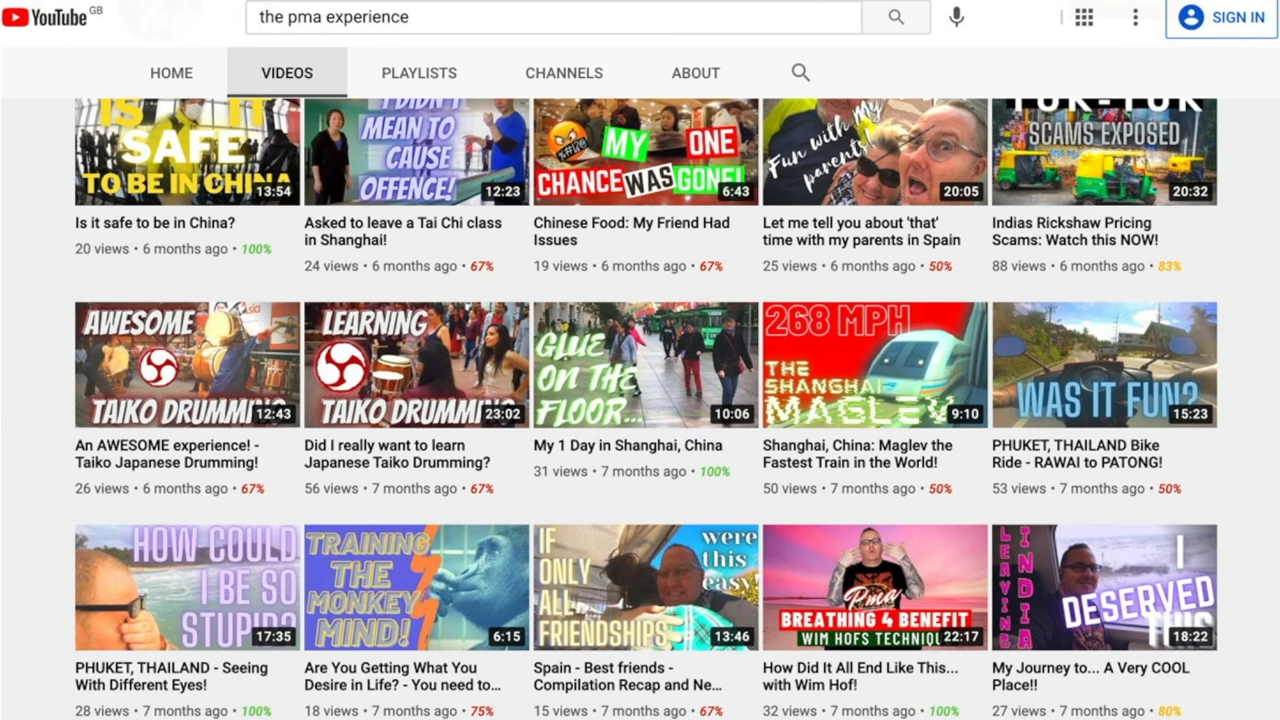 YouTube GB
the pma experience
SIGN IN
HOME VIDEOS PLAYLISTS CHANNELS ABOUT
IS IT
SAFE
TO BE IN CHINA
13:54
I DIDN'T
MEAN TO
CAUSE
OFFENCE!
12:23
MY ONE
CHANCE WAS GONE!
6:43
Fun with my
parents
20:05
TUK-TUK
SCAMS EXPOSED
20:32
Is it safe to be in China?
20 views • 6 months ago • 100%
Asked to leave a Tai Chi class
in Shanghai!
24 views • 6 months ago • 67%
Chinese Food: My Friend Had
Issues
19 views • 6 months ago • 67%
Let me tell you about 'that'
time with my parents in Spain
25 views • 6 months ago • 50%
Indias Rickshaw Pricing
Scams: Watch this NOW!
88 views • 6 months ago • 83%
AWESOME
TAIKO DRUMMING
12:43
LEARNING
TAIKO DRUMMING
23:02
GLUE
ON THE
FLOOR...
10:06
268 MPH
THE
SHANGHAI
MAGLEV
9:10
WAS IT FUN?
15:23
An AWESOME experience! -
Taiko Japanese Drumming!
26 views • 6 months ago • 67%
Did I really want to learn
Japanese Taiko Drumming?
56 views • 7 months ago • 67%
My 1 Day in Shanghai, China
31 views • 7 months ago • 100%
Shanghai, China: Maglev the
Fastest Train in the World!
50 views • 7 months ago • 50%
PHUKET, THAILAND Bike
Ride - RAWAI to PATONG!
53 views • 7 months ago • 50%
HOW COULD
I BE SO
STUPID
17:35
TRAINING
THE
MONKEY
MIND!
6:15
IF
ONLY
ALL
FRIENDSHIPS
were
this
easy!
13:46
Pma
BREATHING 4 BENEFIT
WIM HOFS TECHNIQU
22:17
LEAVING
INDIA
I
DESERVED
THIS
18:22
PHUKET, THAILAND - Seeing
With Different Eyes!
28 views • 7 months ago • 100%
Are You Getting What You
Desire in Life? - You need to...
18 views • 7 months ago • 75%
Spain - Best friends -
Compilation Recap and Ne...
15 views • 7 months ago • 67%
How Did It All End Like This...
with Wim Hof!
32 views • 7 months ago • 100%
My Journey to... A Very COOL
Place!!
27 views • 7 months ago • 80%